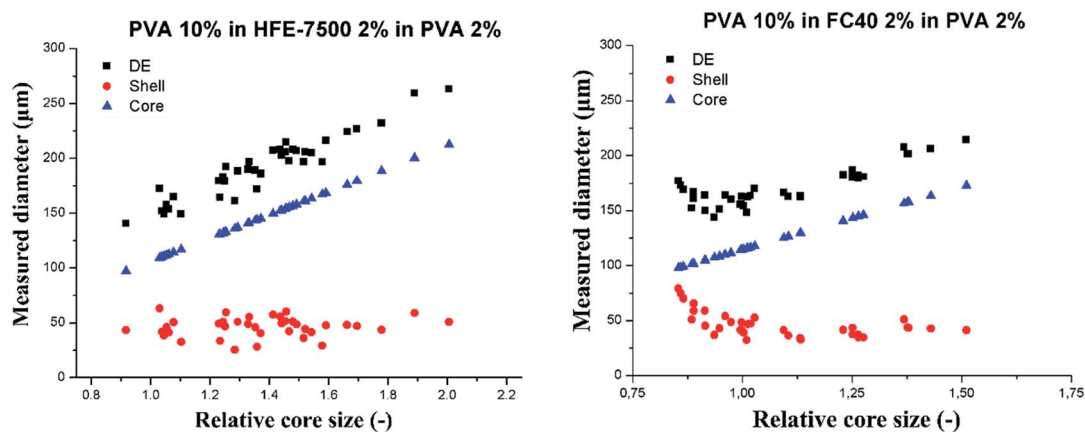 PVA 10% in HFE-7500 2% in PVA 2%
300
250
200
150
100
50
0
Measured diameter (μm)
DE
Shell
Core
0.8 1.0 1.2 1.4 1.6 1.8 2.0 2.2
Relative core size (-)
PVA 10% in FC40 2% in PVA 2%
300
250
200
150
100
50
0
Measured diameter (μm)
DE
Shell
Core
0,75 1,00 1,25 1,50 1,75
Relative core size (-)